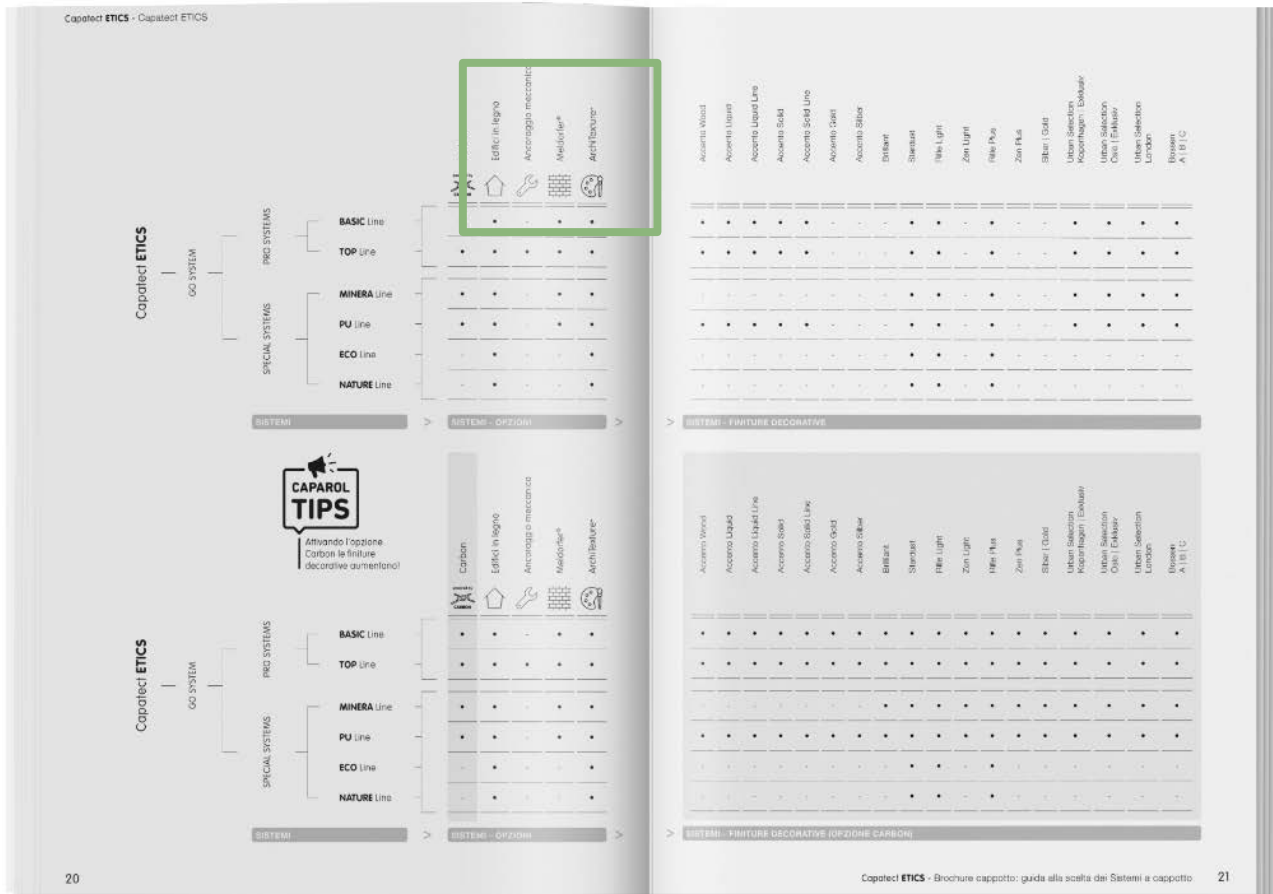 Capatect ETICS - Capatect ETICS
Edifici in legno
Ancoraggio meccanico
Meldorfer®
ArchiTexture
Accento Wood
Accento Liquid
Accento Liquid Line
Accento Solid
Accento Solid Line
Accento Gold
Accento Silber
Brilliant
Stardust
Rille Light
Zen Light
Rille Plus
Zen Plus
Silber | Gold
Urban Selection
Kopenhagen | Exklusiv
Urban Selection
Oslo | Exklusiv
Urban Selection
London
Bossen
A | B | C
Capatect ETICS
GO SYSTEM
PRO SYSTEMS
BASIC Line
TOP Line
SPECIAL SYSTEMS
MINERA Line
PU Line
ECO Line
NATURE Line
SISTEMI > SISTEMI - OPZIONI >
> SISTEMI - FINITURE DECORATIVE
CAPAROL
TIPS
Attivando l'opzione
Carbon le finiture
decorative aumentano!
Carbon
Edifici in legno
Ancoraggio meccanico
Meldorfer®
ArchiTexture
CARBON
Accento Wood
Accento Liquid
Accento Liquid Line
Accento Solid
Accento Solid Line
Accento Gold
Accento Silber
Brilliant
Stardust
Rille Light
Zen Light
Rille Plus
Zen Plus
Silber | Gold
Urban Selection
Kopenhagen | Exklusiv
Urban Selection
Oslo | Exklusiv
Urban Selection
London
Bossen
A | B | C
Capatect ETICS
GO SYSTEM
PRO SYSTEMS
BASIC Line
TOP Line
SPECIAL SYSTEMS
MINERA Line
PU Line
ECO Line
NATURE Line
SISTEMI > SISTEMI - OPZIONI >
> SISTEMI - FINITURE DECORATIVE (OPZIONE CARBON)
20
Capatect ETICS - Brochure cappotto: guida alla scelta dei Sistemi a cappotto 21